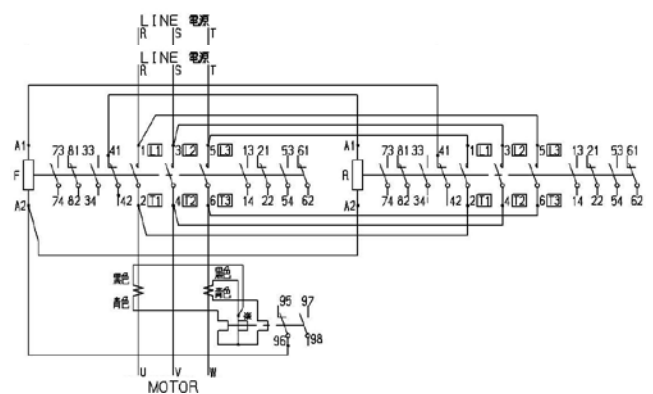 LINE 電源
R S T
LINE 電源
R S T
A1 73 81 33 41 1 L1 3 L2 5 L3 13 21 53 61 A1 73 81 33 41 1 L1 3 L2 5 L3 13 21 53 61
F R
A2 74 82 34 42 2 T1 4 T2 6 T3 14 22 54 62 A2 74 82 34 42 2 T1 4 T2 6 T3 14 22 54 62
黒色 黒色
青色 黄色
95 97
96 98
U V W
MOTOR